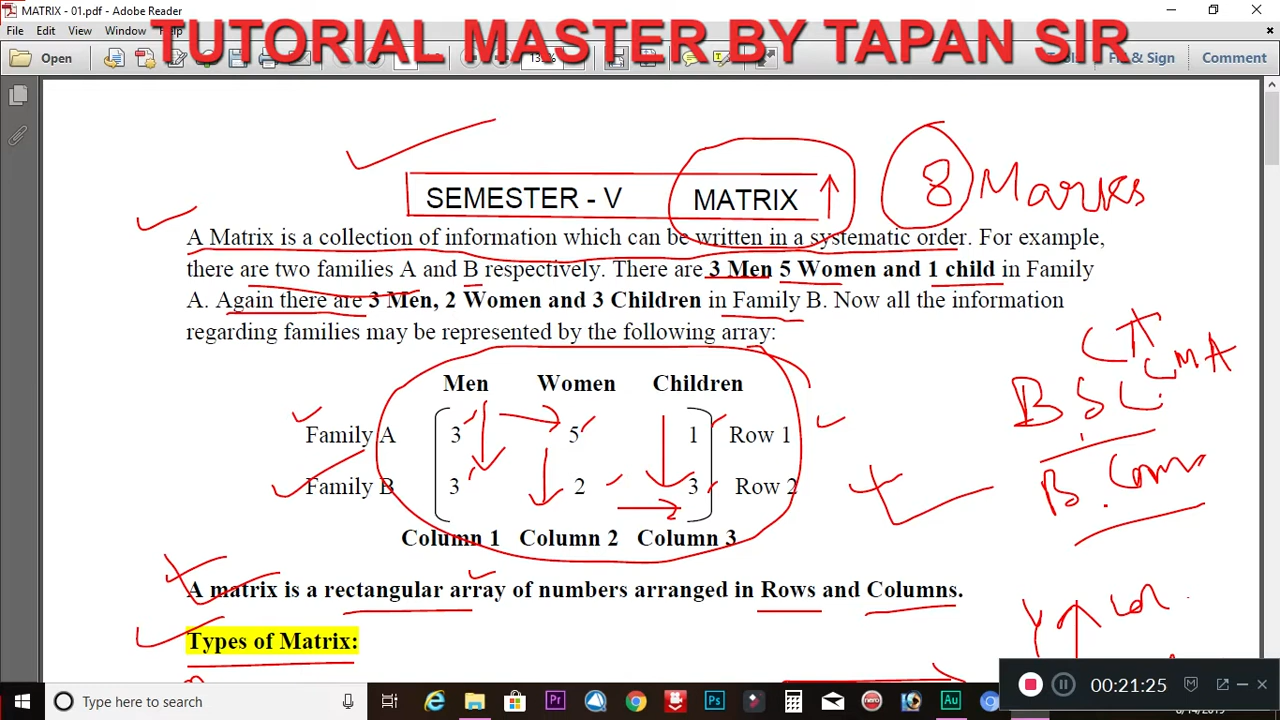 MATRIX - 01.pdf - Adobe Reader
File Edit View Window Help
TUTORIAL MASTER BY TAPAN SIR
Open Fill & Sign Comment
SEMESTER - V MATRIX 8 Marks
A Matrix is a collection of information which can be written in a systematic order. For example,
there are two families A and B respectively. There are 3 Men 5 Women and 1 child in Family
A. Again there are 3 Men, 2 Women and 3 Children in Family B. Now all the information
regarding families may be represented by the following array:
CMA
Men Women Children
Family A 3 5 1 Row 1
Family B 3 2 3 Row 2
B. Com
Column 1 Column 2 Column 3
A matrix is a rectangular array of numbers arranged in Rows and Columns.
Types of Matrix:
00:21:25
Type here to search
8/14/2019